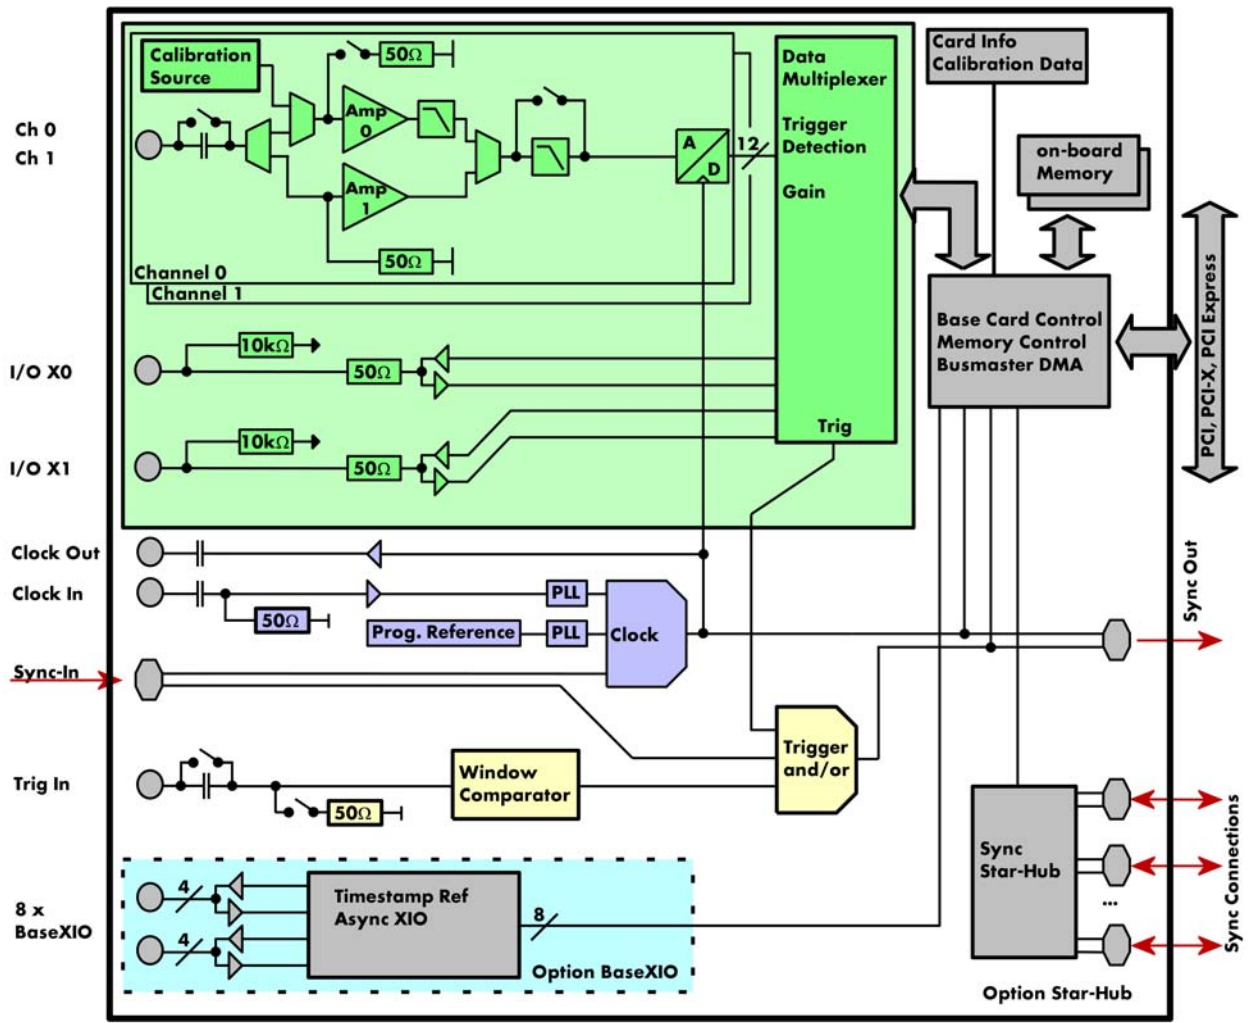 Calibration
Source
50Ω
Amp
0
Amp
1
50Ω
Channel 0
Channel 1
A
D
12
Data
Multiplexer
Trigger
Detection
Gain
Trig
Card Info
Calibration Data
on-board
Memory
Base Card Control
Memory Control
Busmaster DMA
PCI, PCI-X, PCI Express
Ch 0
Ch 1
I/O X0
10kΩ
50Ω
I/O X1
10kΩ
50Ω
Clock Out
Clock In
50Ω
PLL
Prog. Reference
PLL
Clock
Sync Out
Sync-In
Trig In
50Ω
Window
Comparator
Trigger
and/or
8 x
BaseXIO
4
4
Timestamp Ref
Async XIO
8
Option BaseXIO
Sync
Star-Hub
...
Option Star-Hub
Sync Connections